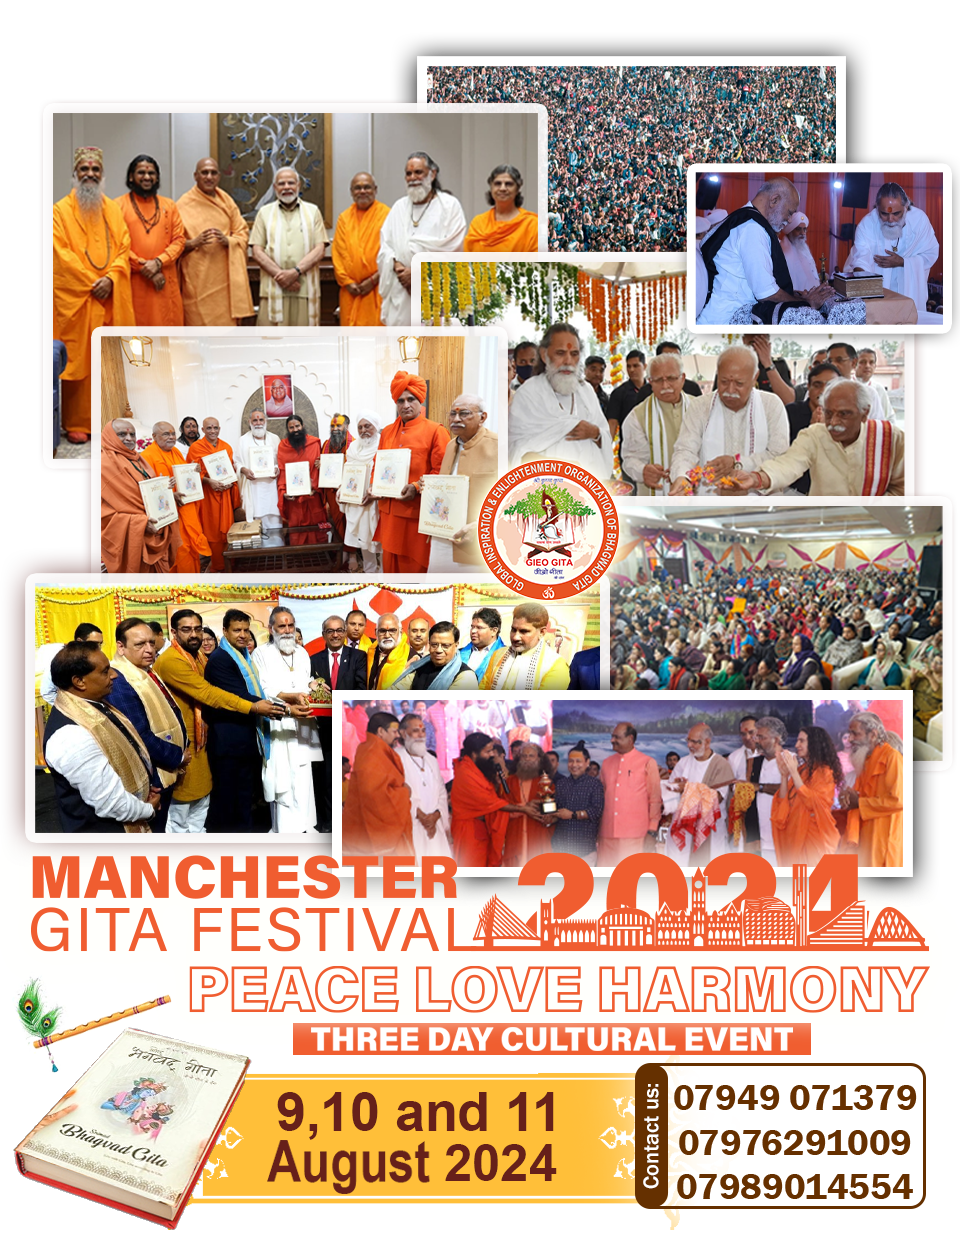 GLOBAL INSPIRATION & ENLIGHTENMENT ORGANIZATION OF BHAGWAD GITA
GIEO GITA
जीओ गीता
ॐ
MANCHESTER
GITA FESTIVAL
2024
PEACE LOVE HARMONY
THREE DAY CULTURAL EVENT
9,10 and 11
August 2024
Contact us:
07949 071379
07976291009
07989014554
भगवद् गीता
Bhagvad Gita